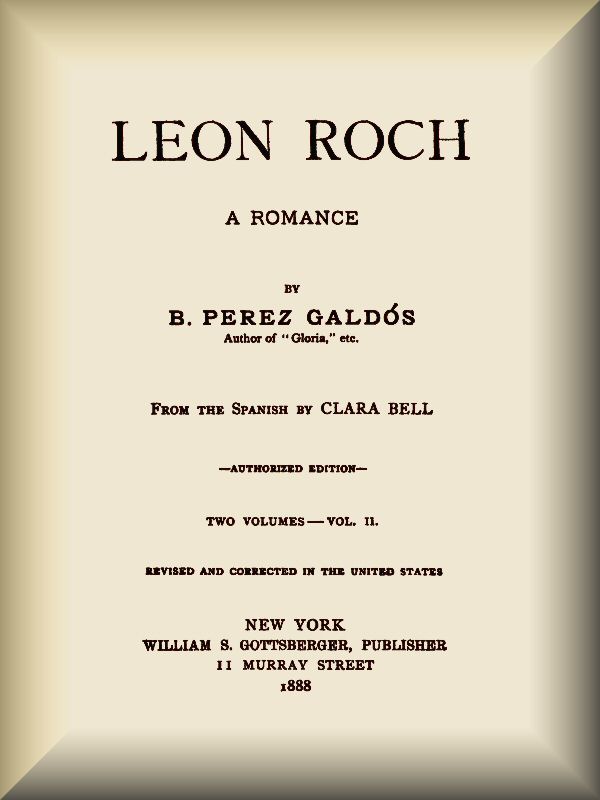 LEON ROCH
A ROMANCE
BY
B. PEREZ GALDÓS
Author of "Gloria," etc.
FROM THE SPANISH BY CLARA BELL
—AUTHORIZED EDITION—
TWO VOLUMES—VOL. II.
REVISED AND CORRECTED IN THE UNITED STATES
NEW YORK
WILLIAM S. GOTTSBERGER, PUBLISHER
11 MURRAY STREET
1888